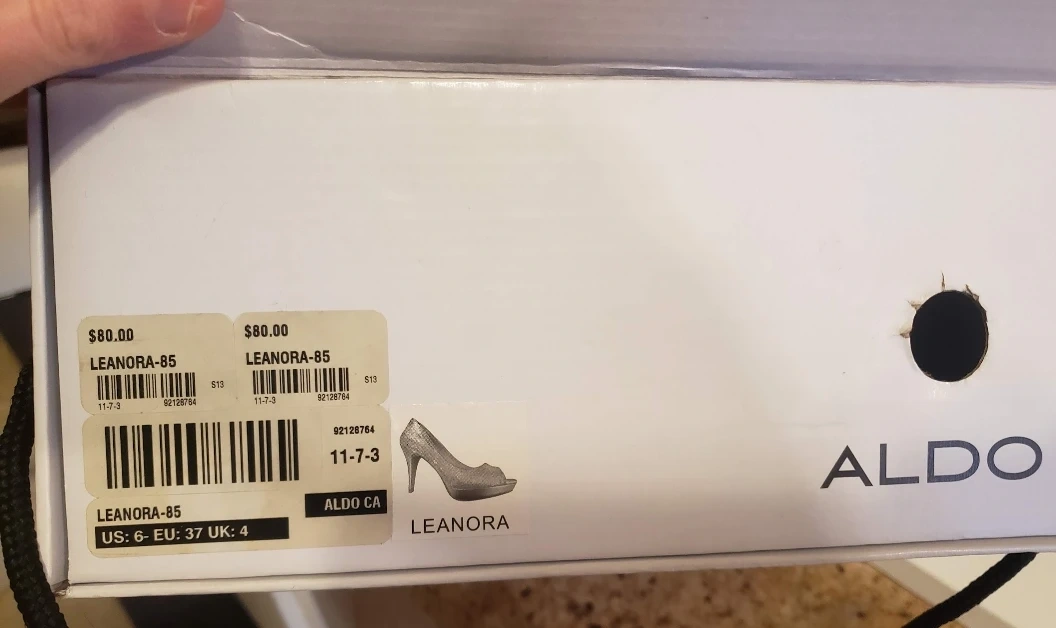 $80.00
LEANORA-85
S13
11-7-3 92128764
$80.00
LEANORA-85
S13
11-7-3 92128764
92128764
11-7-3
ALDO CA
LEANORA-85
US: 6- EU: 37 UK: 4
LEANORA
ALDO